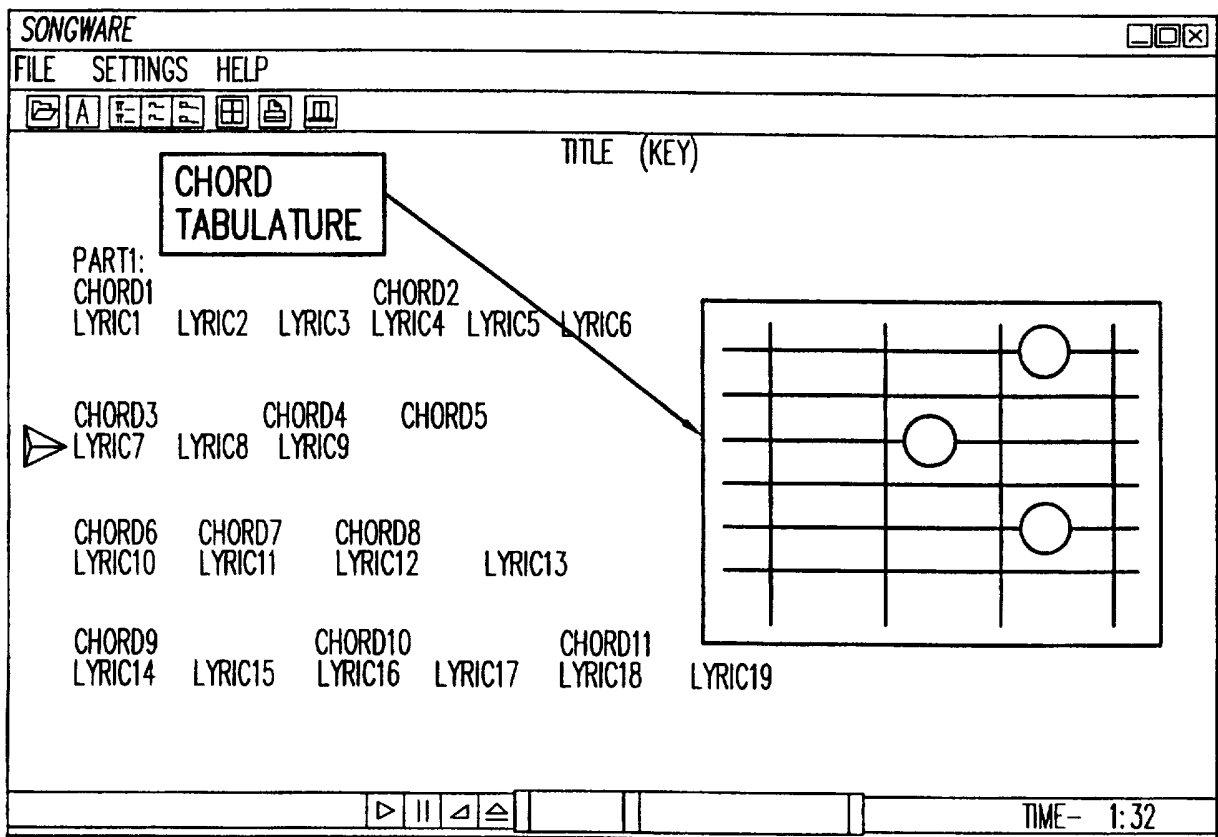 SONGWARE
FILE SETTINGS HELP
A
TITLE (KEY)
CHORD
TABULATURE
PART1:
CHORD1 CHORD2
LYRIC1 LYRIC2 LYRIC3 LYRIC4 LYRIC5 LYRIC6
CHORD3 CHORD4 CHORD5
LYRIC7 LYRIC8 LYRIC9
CHORD6 CHORD7 CHORD8
LYRIC10 LYRIC11 LYRIC12 LYRIC13
CHORD9 CHORD10 CHORD11
LYRIC14 LYRIC15 LYRIC16 LYRIC17 LYRIC18 LYRIC19
TIME- 1:32